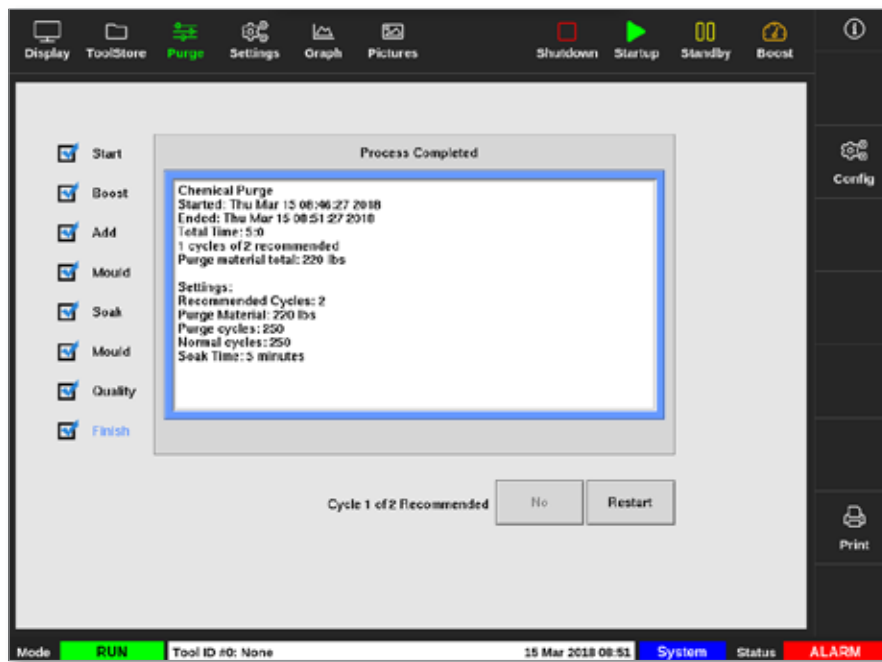 Display ToolStore Purge Settings Graph Pictures Shutdown Startup Standby Boost
Config
Print
Start
Boost
Add
Mould
Soak
Mould
Quality
Finish
Process Completed
Chemical Purge
Started: Thu Mar 15 08:46:27 2018
Ended: Thu Mar 15 08:51:27 2018
Total Time: 5:0
1 cycles of 2 recommended
Purge material total: 220 lbs
Settings:
Recommended Cycles: 2
Purge Material: 220 lbs
Purge cycles: 250
Normal cycles: 250
Soak Time: 5 minutes
Cycle 1 of 2 Recommended No Restart
Mode RUN Tool ID #0: None 15 Mar 2018 08:51 System Status ALARM